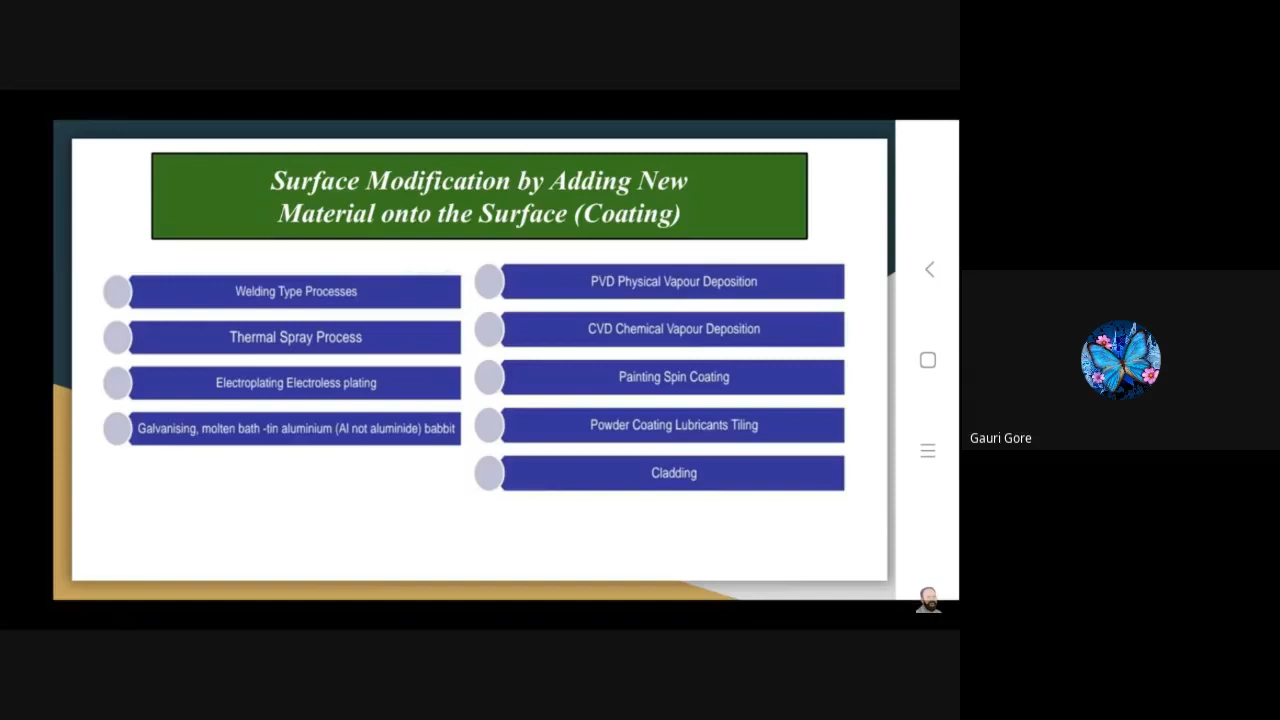 Surface Modification by Adding New
Material onto the Surface (Coating)
Welding Type Processes
Thermal Spray Process
Electroplating Electroless plating
Galvanising, molten bath -tin aluminium (Al not aluminide) babbit
PVD Physical Vapour Deposition
CVD Chemical Vapour Deposition
Painting Spin Coating
Powder Coating Lubricants Tiling
Cladding
Gauri Gore